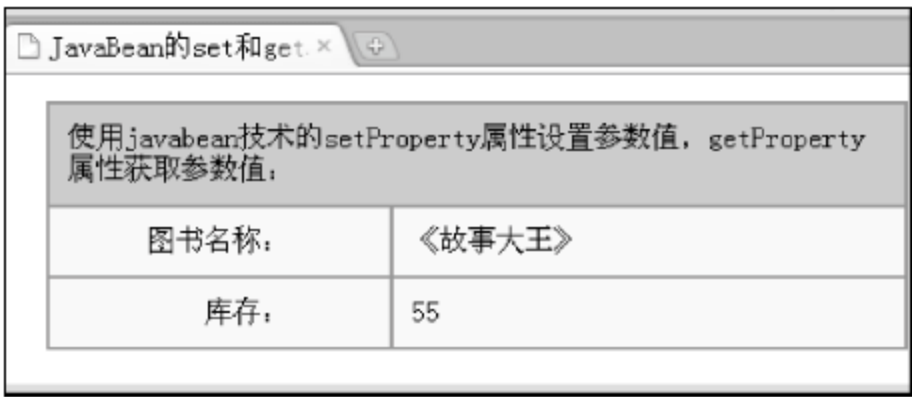 JavaBean的set和get
使用javabean技术的setProperty属性设置参数值，getProperty
属性获取参数值：
图书名称：
《故事大王》
库存：
55